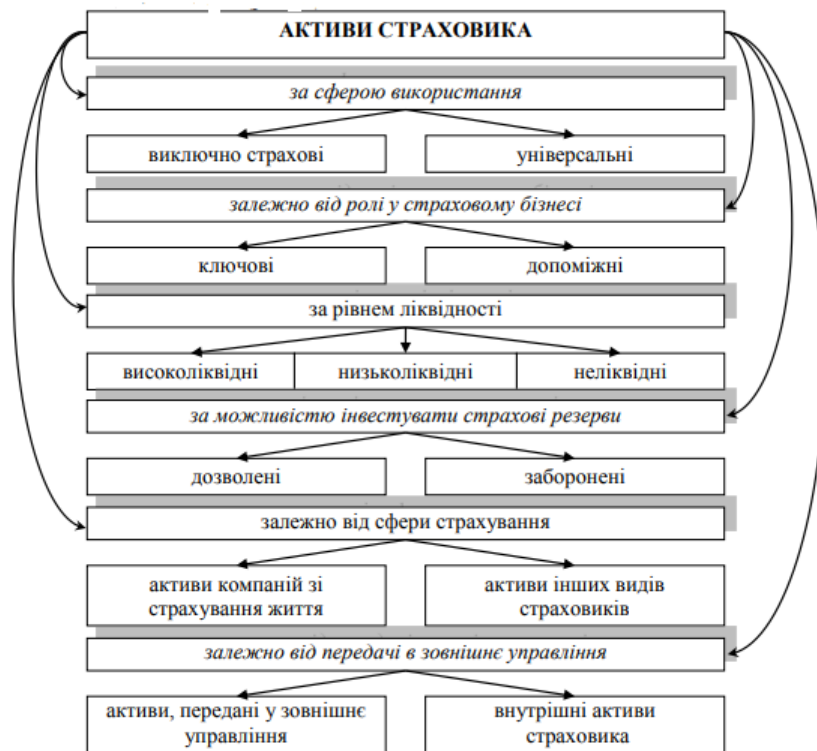 АКТИВИ СТРАХОВИКА
за сферою використання
виключно страхові
універсальні
залежно від ролі у страховому бізнесі
ключові
допоміжні
за рівнем ліквідності
високоліквідні
низьколіквідні
неліквідні
за можливістю інвестувати страхові резерви
дозволені
заборонені
залежно від сфери страхування
активи компаній зі
страхування життя
активи інших видів
страховиків
залежно від передачі в зовнішнє управління
активи, передані у зовнішнє
управління
внутрішні активи
страховика